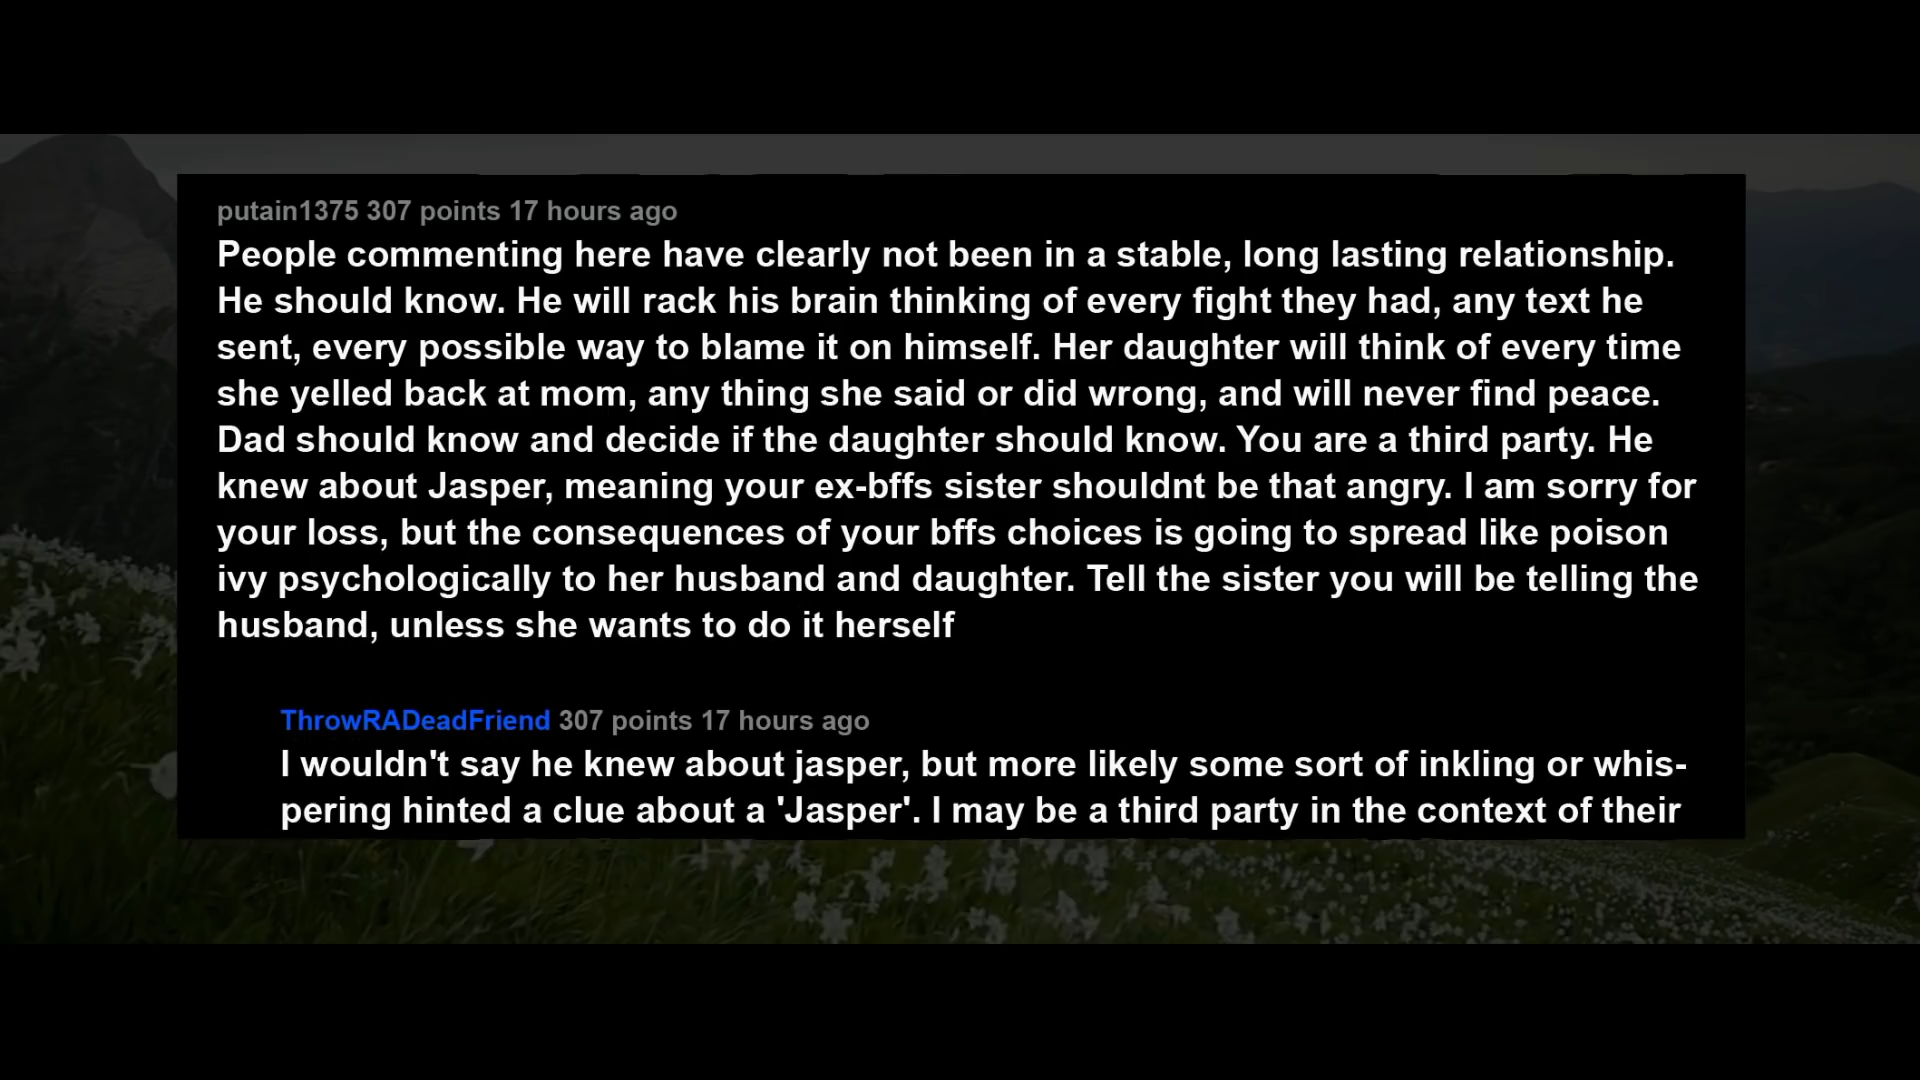 putain1375 307 points 17 hours ago
People commenting here have clearly not been in a stable, long lasting relationship.
He should know. He will rack his brain thinking of every fight they had, any text he
sent, every possible way to blame it on himself. Her daughter will think of every time
she yelled back at mom, any thing she said or did wrong, and will never find peace.
Dad should know and decide if the daughter should know. You are a third party. He
knew about Jasper, meaning your ex-bffs sister shouldnt be that angry. I am sorry for
your loss, but the consequences of your bffs choices is going to spread like poison
ivy psychologically to her husband and daughter. Tell the sister you will be telling the
husband, unless she wants to do it herself
ThrowRADeadFriend 307 points 17 hours ago
I wouldn't say he knew about jasper, but more likely some sort of inkling or whis-
pering hinted a clue about a 'Jasper'. I may be a third party in the context of their